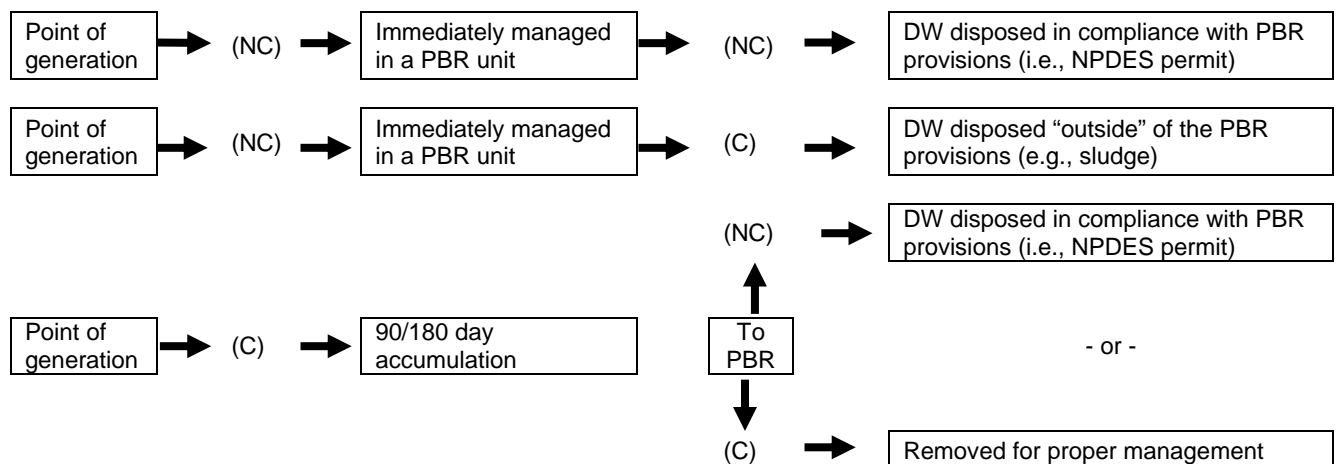 Point of
generation
(NC)
Immediately managed
in a PBR unit
(NC)
DW disposed in compliance with PBR
provisions (i.e., NPDES permit)
Point of
generation
(NC)
Immediately managed
in a PBR unit
(C)
DW disposed “outside” of the PBR
provisions (e.g., sludge)
(NC)
DW disposed in compliance with PBR
provisions (i.e., NPDES permit)
Point of
generation
(C)
90/180 day
accumulation
To
PBR
- or -
(C)
Removed for proper management